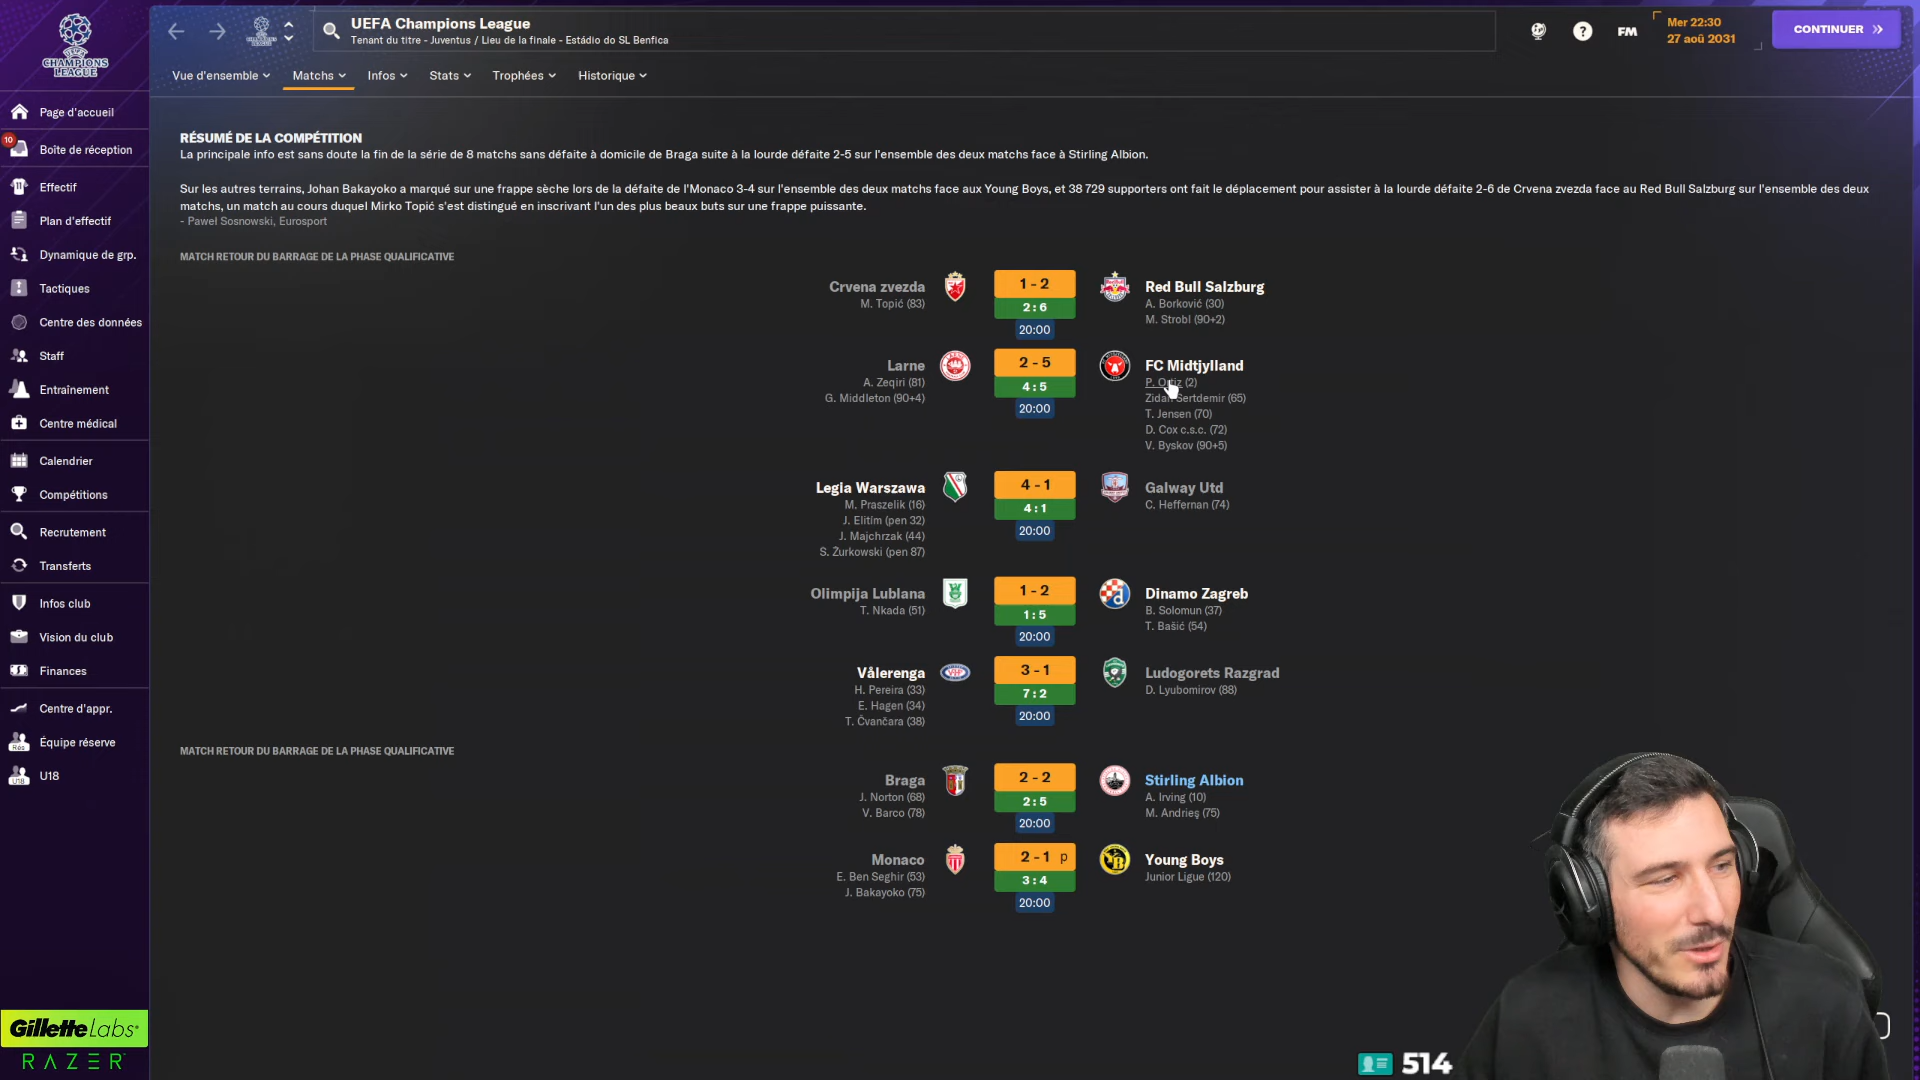 UEFA Champions League
Tenant du titre - Juventus / Lieu de la finale - Estádio do SL Benfica
FM
Mer 22:30
27 aoû 2031
CONTINUER
CHAMPIONS
LEAGUE
Vue d'ensemble
Matchs
Infos
Stats
Trophées
Historique
Page d'accueil
10
Boîte de réception
Effectif
Plan d'effectif
Dynamique de grp.
Tactiques
Centre des données
Staff
Entraînement
Centre médical
Calendrier
Compétitions
Recrutement
Transferts
Infos club
Vision du club
Finances
Centre d'appr.
Équipe réserve
U18
GilletteLabs
RAZER
RÉSUMÉ DE LA COMPÉTITION
La principale info est sans doute la fin de la série de 8 matchs sans défaite à domicile de Braga suite à la lourde défaite 2-5 sur l'ensemble des deux matchs face à Stirling Albion.
Sur les autres terrains, Johan Bakayoko a marqué sur une frappe sèche lors de la défaite de l'Monaco 3-4 sur l'ensemble des deux matchs face aux Young Boys, et 38 729 supporters ont fait le déplacement pour assister à la lourde défaite 2-6 de Crvena zvezda face au Red Bull Salzburg sur l'ensemble des deux
matchs, un match au cours duquel Mirko Topić s'est distingué en inscrivant l'un des plus beaux buts sur une frappe puissante.
- Paweł Sosnowski, Eurosport
MATCH RETOUR DU BARRAGE DE LA PHASE QUALIFICATIVE
Crvena zvezda 1 - 2 Red Bull Salzburg
M. Topić (83) 2 : 6 A. Borković (30)
M. Strobl (90+2)
20:00
Larne 2 - 5 FC Midtjylland
A. Zeqiri (81) 4 : 5 P. Ortiz (2)
G. Middleton (90+4) Zidan Sertdemir (65)
20:00 T. Jensen (70)
D. Cox c.s.c. (72)
V. Byskov (90+5)
Legia Warszawa 4 - 1 Galway Utd
M. Praszelik (16) 4 : 1 C. Heffernan (74)
J. Elitim (pen 32) 20:00
J. Majchrzak (44)
S. Żurkowski (pen 87)
Olimpija Lublana 1 - 2 Dinamo Zagreb
T. Nkada (51) 1 : 5 B. Solomun (37)
T. Bašić (54)
20:00
Vålerenga 3 - 1 Ludogorets Razgrad
H. Pereira (33) 7 : 2 D. Lyubomirov (88)
E. Hagen (34)
T. Čvančara (38) 20:00
MATCH RETOUR DU BARRAGE DE LA PHASE QUALIFICATIVE
Braga 2 - 2 Stirling Albion
J. Norton (68) 2 : 5 A. Irving (10)
V. Barco (78) M. Andrieş (75)
20:00
Monaco 2 - 1 p Young Boys
E. Ben Seghir (53) 3 : 4 Junior Ligue (120)
J. Bakayoko (75)
20:00
514